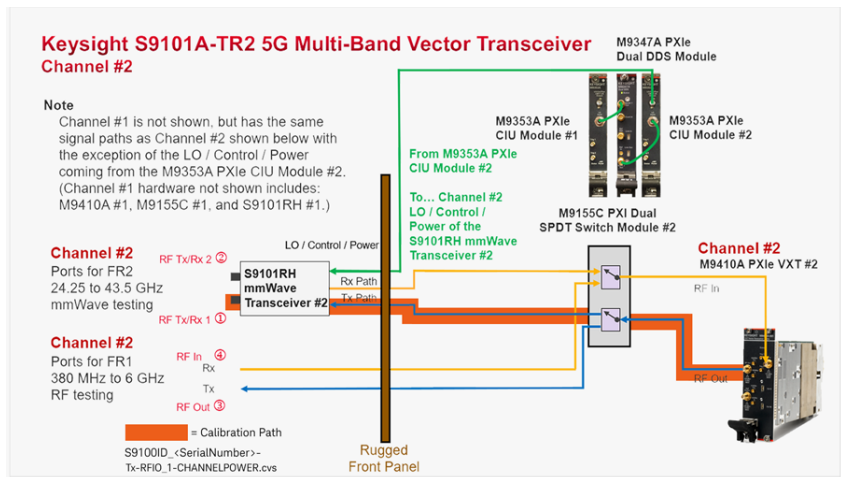 Keysight S9101A-TR2 5G Multi-Band Vector Transceiver
Channel #2
M9347A PXIe
Dual DDS Module
Note
Channel #1 is not shown, but has the same
signal paths as Channel #2 shown below with
the exception of the LO / Control / Power
coming from the M9353A PXIe CIU Module #2.
(Channel #1 hardware not shown includes:
M9410A #1, M9155C #1, and S9101RH #1.)
M9353A PXIe
CIU Module #1
M9353A PXIe
CIU Module #2
From M9353A PXIe
CIU Module #2
To... Channel #2
LO / Control /
Power of the
S9101RH mmWave
Transceiver #2
M9155C PXI Dual
SPDT Switch Module #2
LO / Control / Power
Channel #2
Ports for FR2
24.25 to 43.5 GHz
mmWave testing
RF Tx/Rx 2 ②
S9101RH
mmWave
Transceiver #2
RF Tx/Rx 1 ①
Rx Path
Tx Path
Channel #2
M9410A PXIe VXT #2
RF In
RF Out
Channel #2
Ports for FR1
380 MHz to 6 GHz
RF testing
RF In ④
Rx
Tx
RF Out ③
= Calibration Path
S9100ID_<SerialNumber>-
Tx-RFIO_1-CHANNELPOWER.cvs
Rugged
Front Panel